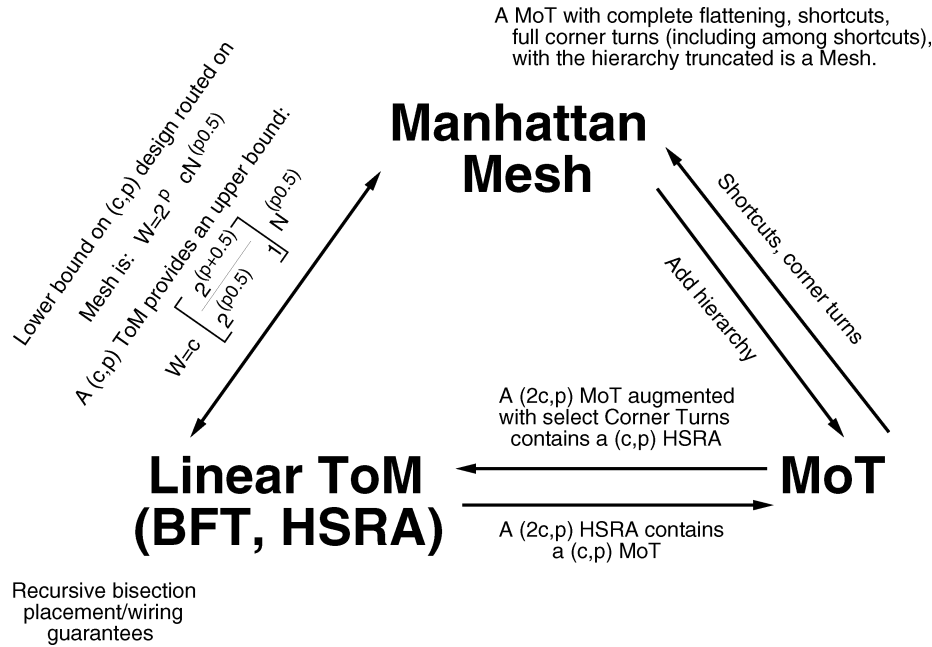 A MoT with complete flattening, shortcuts,
full corner turns (including among shortcuts),
with the hierarchy truncated is a Mesh.
Manhattan
Mesh
Lower bound on (c,p) design routed on
Mesh is: W=2^p cN^(p0.5)
A (c,p) ToM provides an upper bound:
W=c [ 2^(p+0.5) / 2^(p0.5) 1 ] N^(p0.5)
Shortcuts, corner turns
Add hierarchy
A (2c,p) MoT augmented
with select Corner Turns
contains a (c,p) HSRA
Linear ToM
(BFT, HSRA)
MoT
A (2c,p) HSRA contains
a (c,p) MoT
Recursive bisection
placement/wiring
guarantees